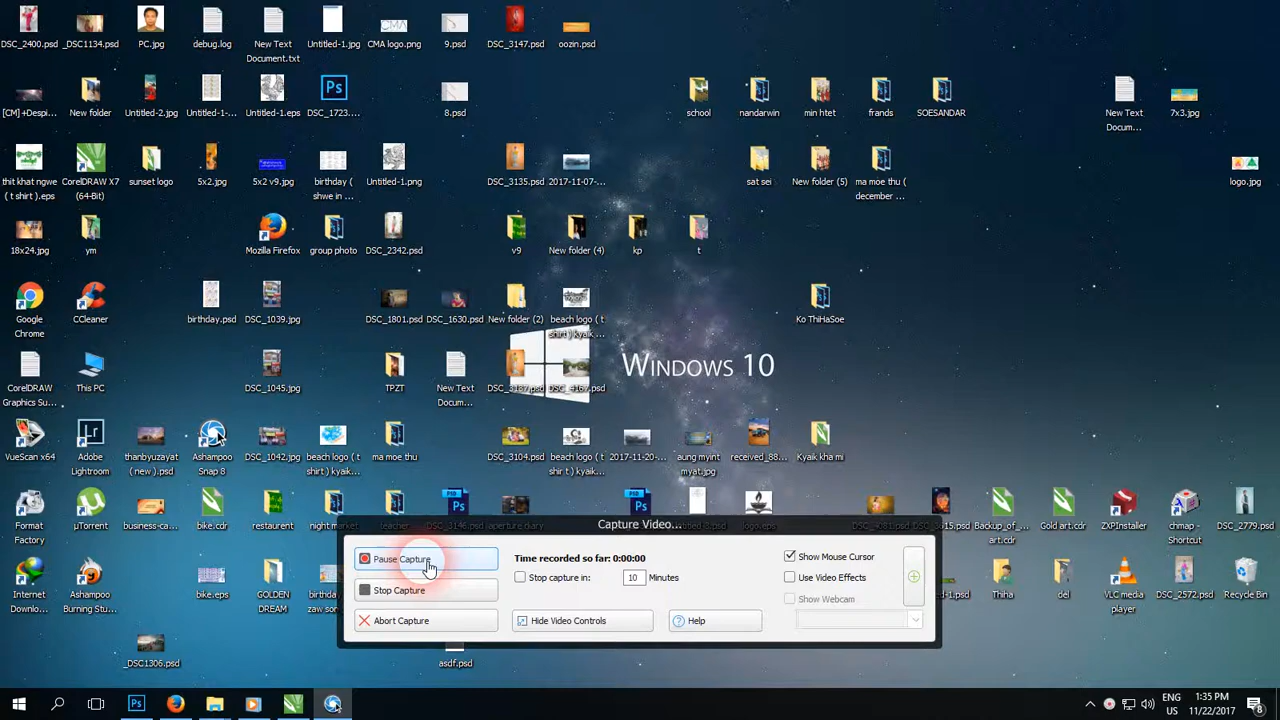 DSC_2400.psd
_DSC1134.psd
PC.jpg
debug.log
New Text
Document.txt
Untitled-1.jpg
CMA logo.png
9.psd
DSC_3147.psd
oozin.psd
[CM]+Despi...
New folder
Untitled-2.jpg
Untitled-1-...
Untitled-1.eps
DSC_1723....
8.psd
school
nandarwin
min htet
frands
SOESANDAR
New Text
Docum...
7x3.jpg
thit khat ngwe
( t shirt ).eps
CorelDRAW X7
(64-Bit)
sunset logo
5x2.jpg
5x2 v9.jpg
birthday (
shwe in ...
Untitled-1.png
DSC_3135.psd
2017-11-07-...
sat sei
New folder (5)
ma moe thu (
december ...
logo.jpg
18x24.jpg
ym
Mozilla Firefox
group photo
DSC_2342.psd
v9
New folder (4)
kp
t
Google
Chrome
CCleaner
birthday.psd
DSC_1039.jpg
DSC_1801.psd
DSC_1630.psd
New folder (2)
beach logo ( t
shirt ) kyaik ...
Ko ThiHaSoe
WINDOWS 10
CorelDRAW
Graphics Su...
This PC
DSC_1045.jpg
TPZT
New Text
Docum...
DSC_3137.psd
DSC_4167.psd
VueScan x64
Adobe
Lightroom
thanbyuzayat
( new ).psd
Ashampoo
Snap 8
DSC_1042.jpg
beach logo ( t
shirt ) kyaik...
ma moe thu
DSC_3104.psd
beach logo ( t
shir t ) kyaik...
2017-11-20-...
aung myint
myat.jpg
received_88...
Kyaik kha mi
Format
Factory
µTorrent
business-ca...
bike.cdr
restaurent
night market
teacher
DSC_3146.psd
aperture diary
logo.eps
Backup_of_...
art.cdr
Gold art.cdr
ZXPInstaller
chmap -
Shortcut
DSC_2779.psd
Capture Video...
Pause Capture
Time recorded so far: 0:00:00
Show Mouse Cursor
Stop capture in:
10
Minutes
Use Video Effects
Stop Capture
Show Webcam
Abort Capture
Hide Video Controls
Help
Internet
Downlo...
Ashampoo
Burning Stu...
bike.eps
GOLDEN
DREAM
birthday (
zaw so
-1.psd
Thiha
del
VLC media
player
DSC_2572.psd
Recycle Bin
_DSC1306.psd
asdf.psd
ENG
US
1:35 PM
11/22/2017